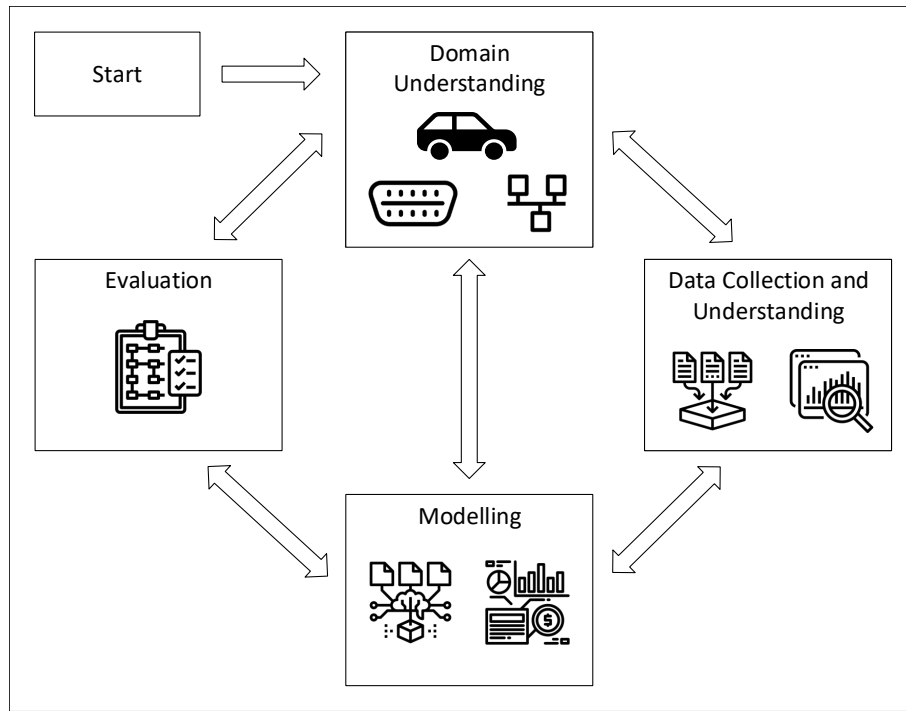 Start
Domain
Understanding
Evaluation
Data Collection and
Understanding
Modelling
$